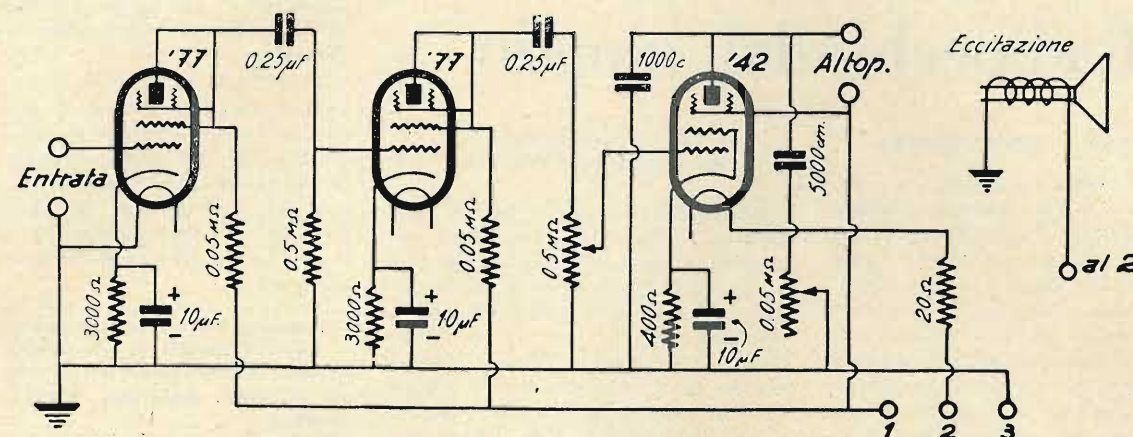 '77
0.25µF
'77
0.25µF
1000c
'42
Altop.
Eccitazione
Entrata
0.05MΩ
0.5MΩ
0.05MΩ
0.5MΩ
5000cm.
3000Ω
+
10µF.
-
3000Ω
+
10µF
-
400Ω
+
10µF
-
0.05MΩ
20Ω
al 2
1
2
3